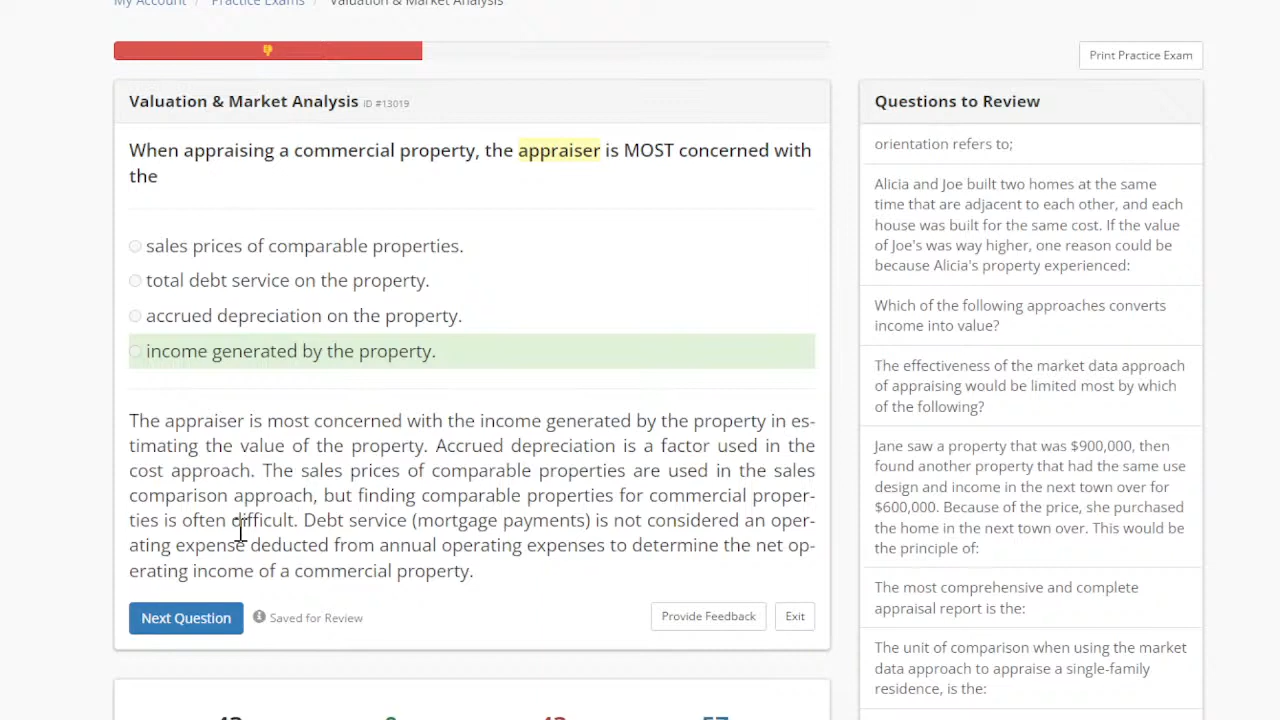 My Account / Practice Exams / Valuation & Market Analysis
Print Practice Exam
Valuation & Market Analysis ID #13019
When appraising a commercial property, the appraiser is MOST concerned with
the
sales prices of comparable properties.
total debt service on the property.
accrued depreciation on the property.
income generated by the property.
The appraiser is most concerned with the income generated by the property in es-
timating the value of the property. Accrued depreciation is a factor used in the
cost approach. The sales prices of comparable properties are used in the sales
comparison approach, but finding comparable properties for commercial proper-
ties is often difficult. Debt service (mortgage payments) is not considered an oper-
ating expense deducted from annual operating expenses to determine the net op-
erating income of a commercial property.
Next Question
Saved for Review
Provide Feedback
Exit
Questions to Review
orientation refers to;
Alicia and Joe built two homes at the same
time that are adjacent to each other, and each
house was built for the same cost. If the value
of Joe's was way higher, one reason could be
because Alicia's property experienced:
Which of the following approaches converts
income into value?
The effectiveness of the market data approach
of appraising would be limited most by which
of the following?
Jane saw a property that was $900,000, then
found another property that had the same use
design and income in the next town over for
$600,000. Because of the price, she purchased
the home in the next town over. This would be
the principle of:
The most comprehensive and complete
appraisal report is the:
The unit of comparison when using the market
data approach to appraise a single-family
residence, is the: